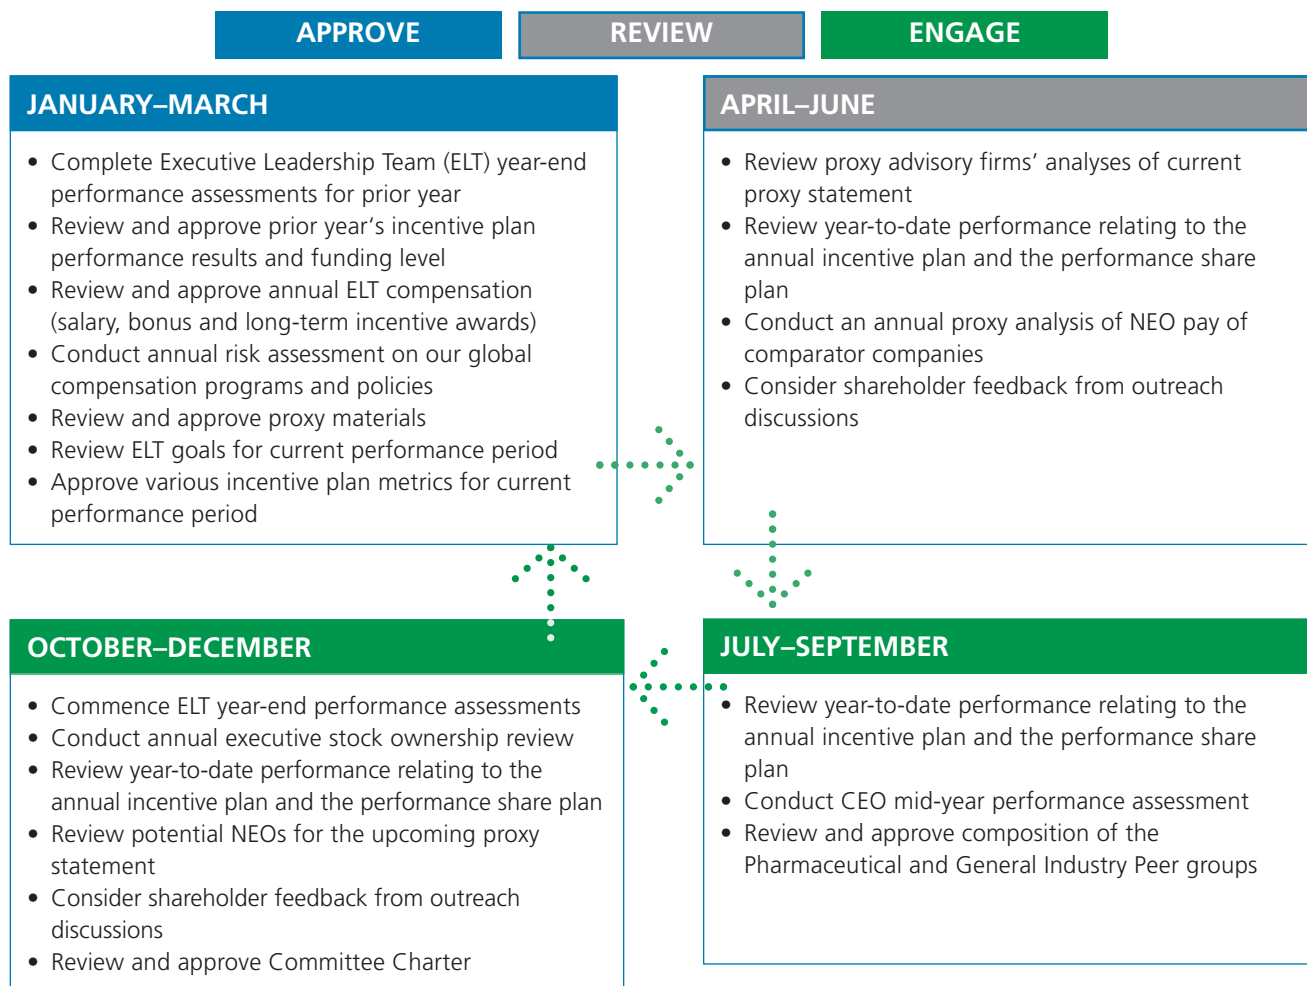 APPROVE
REVIEW
ENGAGE
JANUARY–MARCH
• Complete Executive Leadership Team (ELT) year-end
performance assessments for prior year
• Review and approve prior year‘s incentive plan
performance results and funding level
• Review and approve annual ELT compensation
(salary, bonus and long-term incentive awards)
• Conduct annual risk assessment on our global
compensation programs and policies
• Review and approve proxy materials
• Review ELT goals for current performance period
• Approve various incentive plan metrics for current
performance period
APRIL–JUNE
• Review proxy advisory firms’ analyses of current
proxy statement
• Review year-to-date performance relating to the
annual incentive plan and the performance share
plan
• Conduct an annual proxy analysis of NEO pay of
comparator companies
• Consider shareholder feedback from outreach
discussions
OCTOBER–DECEMBER
• Commence ELT year-end performance assessments
• Conduct annual executive stock ownership review
• Review year-to-date performance relating to the
annual incentive plan and the performance share plan
• Review potential NEOs for the upcoming proxy
statement
• Consider shareholder feedback from outreach
discussions
• Review and approve Committee Charter
JULY–SEPTEMBER
• Review year-to-date performance relating to the
annual incentive plan and the performance share
plan
• Conduct CEO mid-year performance assessment
• Review and approve composition of the
Pharmaceutical and General Industry Peer groups